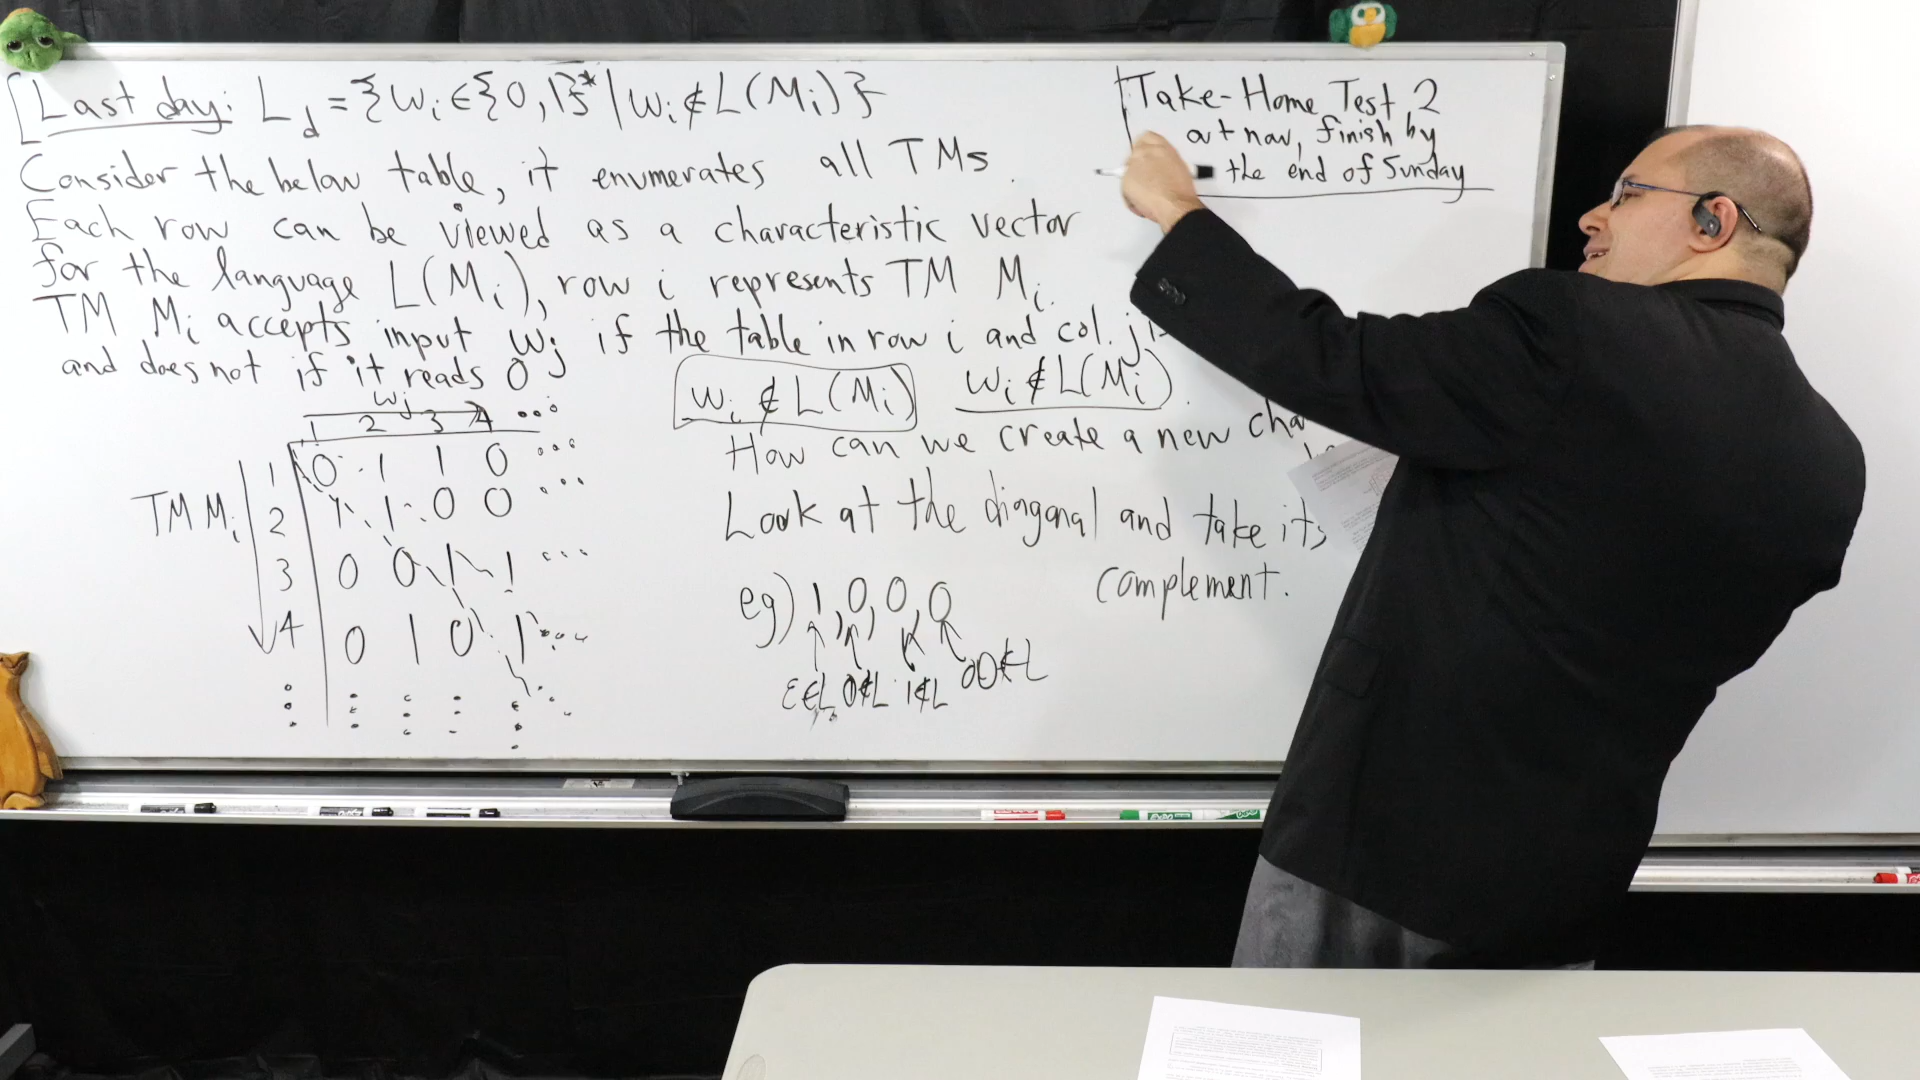 Last day: L_d = {w_i ∈ {0,1}* | w_i ∉ L(M_i)}
Consider the below table, it enumerates all TMs.
Each row can be viewed as a characteristic vector
for the language L(M_i), row i represents TM M_i.
TM M_i accepts input w_j if the table in row i and col. j is
and does not if it reads 0
w_j
1 2 3 4 ...
TM M_i
1 0 1 1 0 ...
2 1 1 0 0 ...
3 0 0 1 1 ...
4 0 1 0 1 ...
Take-Home Test 2
out now, finish by
the end of Sunday
w_i ∉ L(M_i) w_i ∉ L(M_i).
How can we create a new cha
Look at the diagonal and take its
complement.
eg) 1, 0, 0, 0
ε∈L, 0∉L 1∉L 00∉L